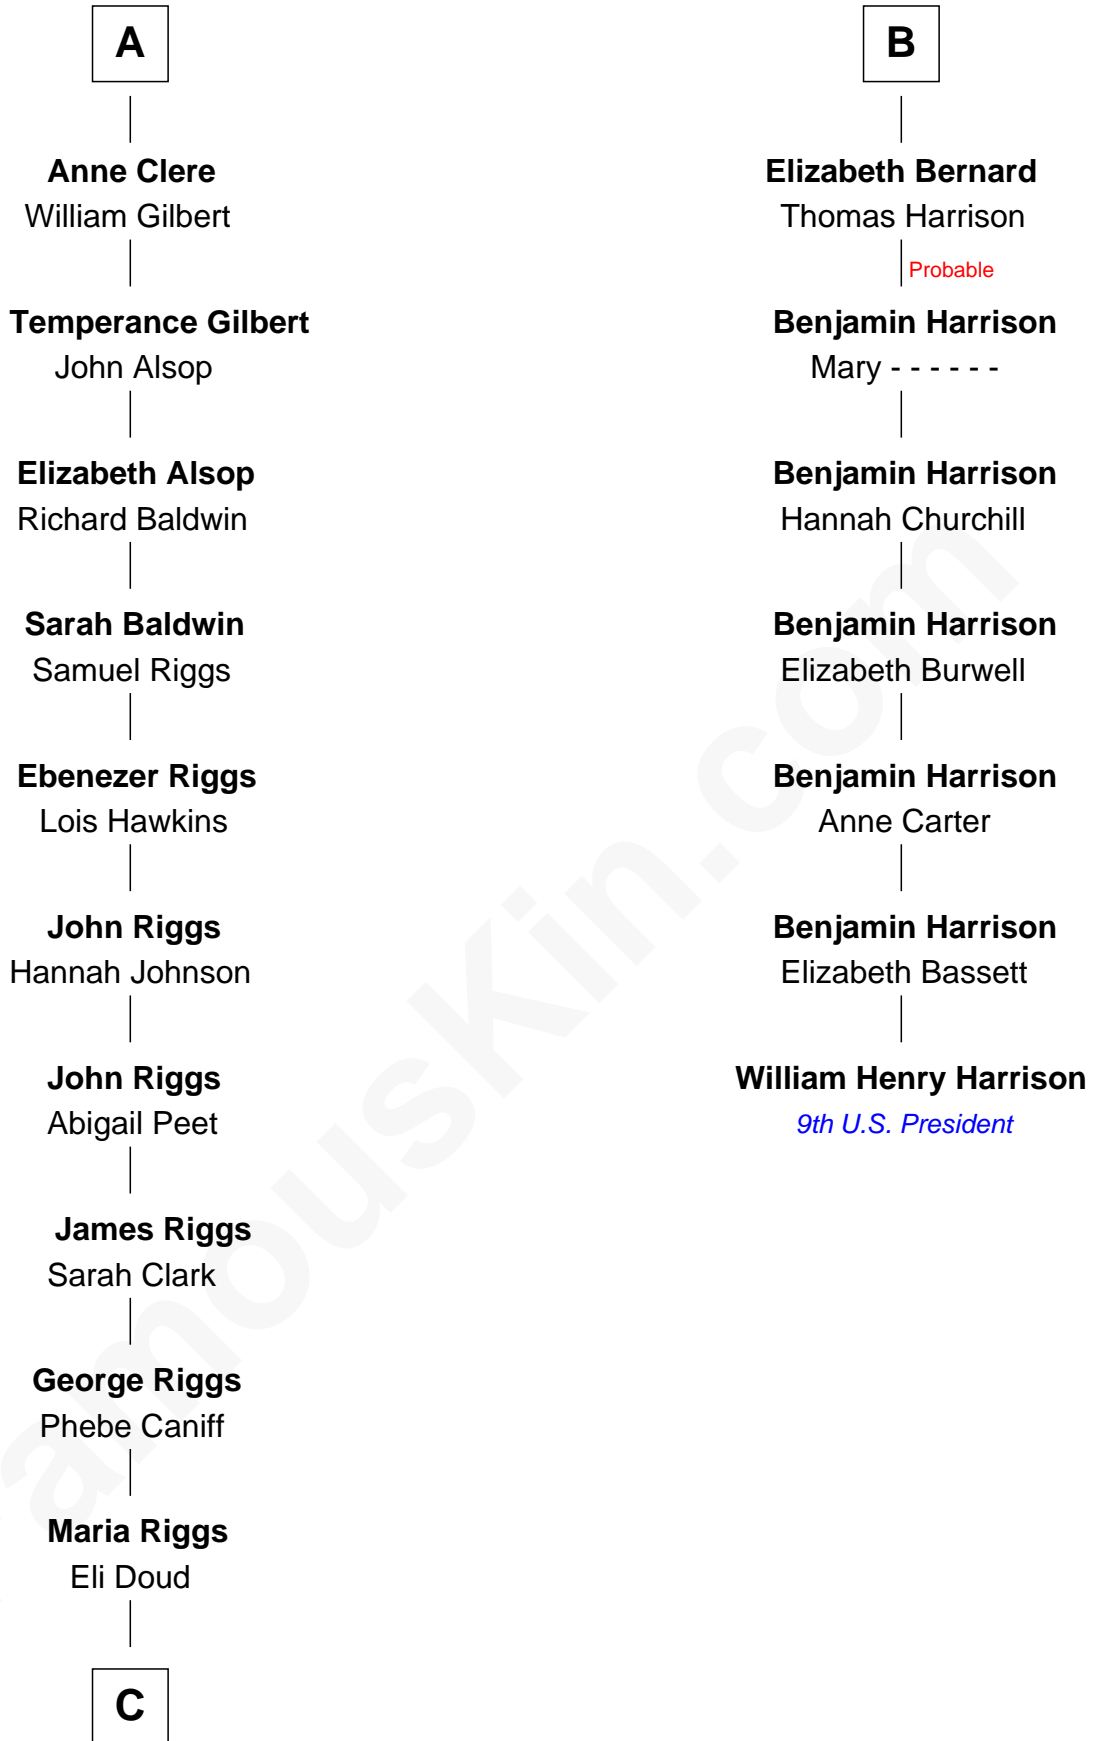 A
Anne Clere
William Gilbert
Temperance Gilbert
John Alsop
Elizabeth Alsop
Richard Baldwin
Sarah Baldwin
Samuel Riggs
Ebenezer Riggs
Lois Hawkins
John Riggs
Hannah Johnson
John Riggs
Abigail Peet
James Riggs
Sarah Clark
George Riggs
Phebe Caniff
Maria Riggs
Eli Doud
C
B
Elizabeth Bernard
Thomas Harrison
Probable
Benjamin Harrison
Mary - - - - - -
Benjamin Harrison
Hannah Churchill
Benjamin Harrison
Elizabeth Burwell
Benjamin Harrison
Anne Carter
Benjamin Harrison
Elizabeth Bassett
William Henry Harrison
9th U.S. President
famouskin.com